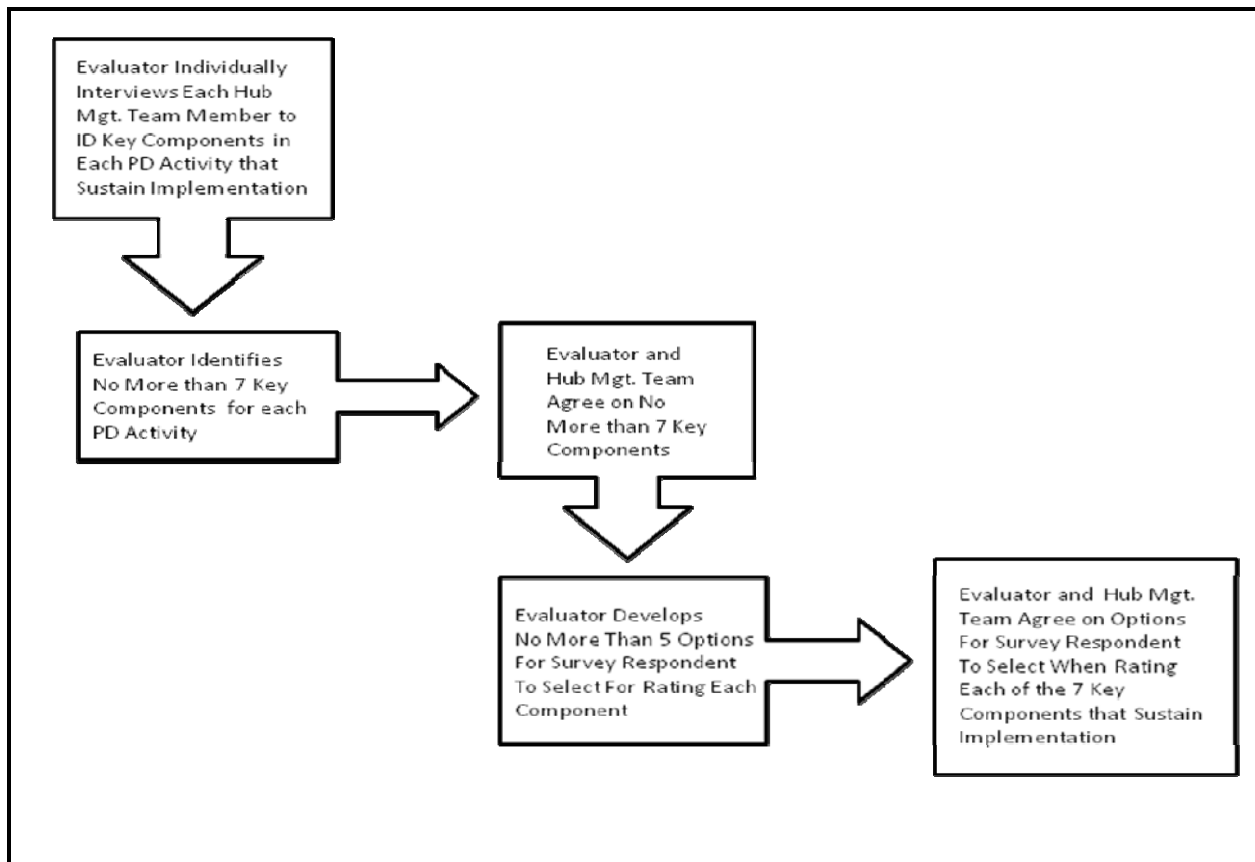 Evaluator Individually
Interviews Each Hub
Mgt. Team Member to
ID Key Components in
Each PD Activity that
Sustain Implementation
Evaluator Identifies
No More than 7 Key
Components for each
PD Activity
Evaluator and
Hub Mgt. Team
Agree on No
More than 7 Key
Components
Evaluator Develops
No More Than 5 Options
For Survey Respondent
To Select For Rating Each
Component
Evaluator and Hub Mgt.
Team Agree on Options
For Survey Respondent
To Select When Rating
Each of the 7 Key
Components that Sustain
Implementation